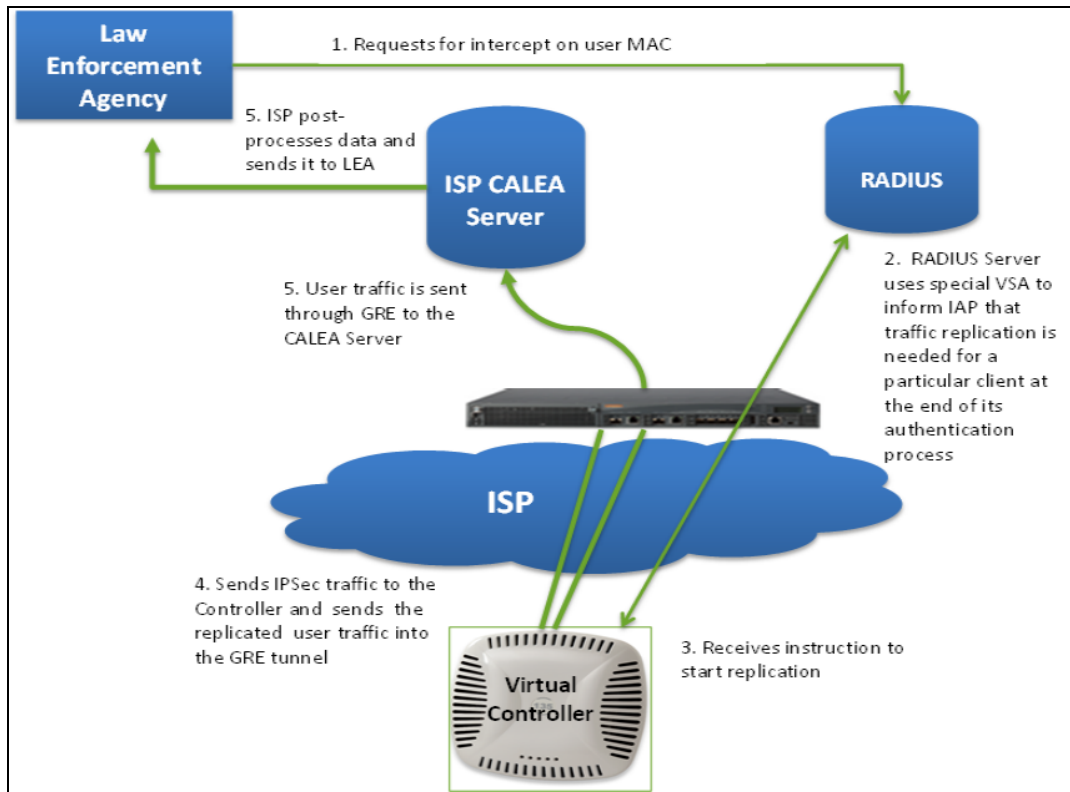 Law
Enforcement
Agency
1. Requests for intercept on user MAC
5. ISP post-
processes data and
sends it to LEA
ISP CALEA
Server
RADIUS
2. RADIUS Server
uses special VSA to
inform IAP that
traffic replication is
needed for a
particular client at
the end of its
authentication
process
5. User traffic is sent
through GRE to the
CALEA Server
ISP
4. Sends IPSec traffic to the
Controller and sends the
replicated user traffic into
the GRE tunnel
3. Receives instruction to
start replication
Virtual
Controller